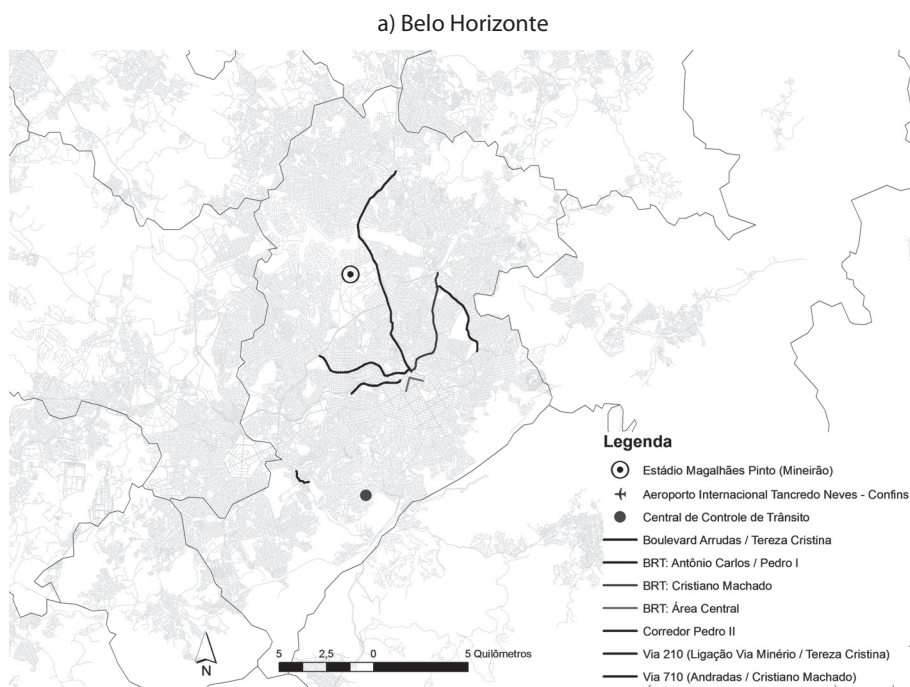 a) Belo Horizonte
Legenda
Estádio Magalhães Pinto (Mineirão)
Aeroporto Internacional Tancredo Neves - Confins
Central de Controle de Trânsito
Boulevard Arrudas / Tereza Cristina
BRT: Antônio Carlos / Pedro I
BRT: Cristiano Machado
BRT: Área Central
Corredor Pedro II
Via 210 (Ligação Via Minério / Tereza Cristina)
Via 710 (Andradas / Cristiano Machado)
N
5 2,5 0 5 Quilômetros